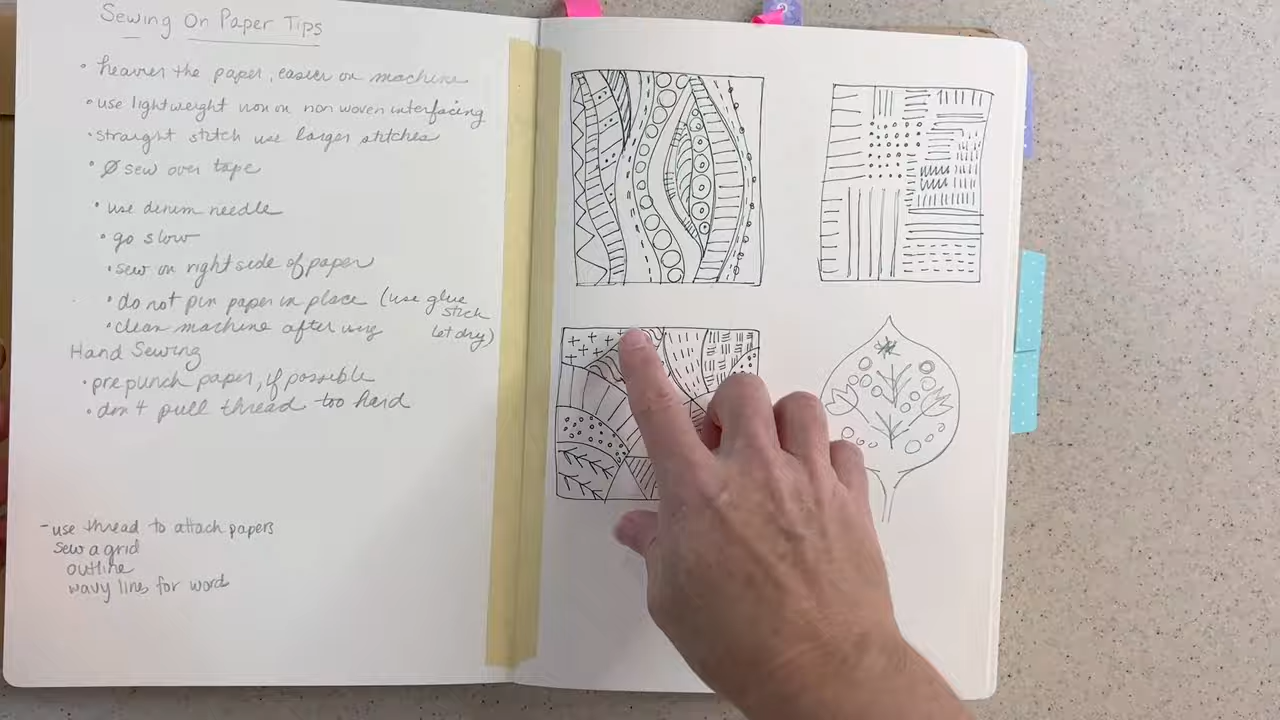 Sewing On Paper Tips
• heavier the paper, easier on machine
• use lightweight iron on non woven interfacing
• straight stitch use larger stitches
• Ø sew over tape
• use denim needle
• go slow
• sew on right side of paper
• do not pin paper in place (use glue stick
• clean machine after using let dry)
Hand Sewing
• prepunch paper, if possible
• don't pull thread too hard
- use thread to attach papers
sew a grid
outline
wavy lines for word